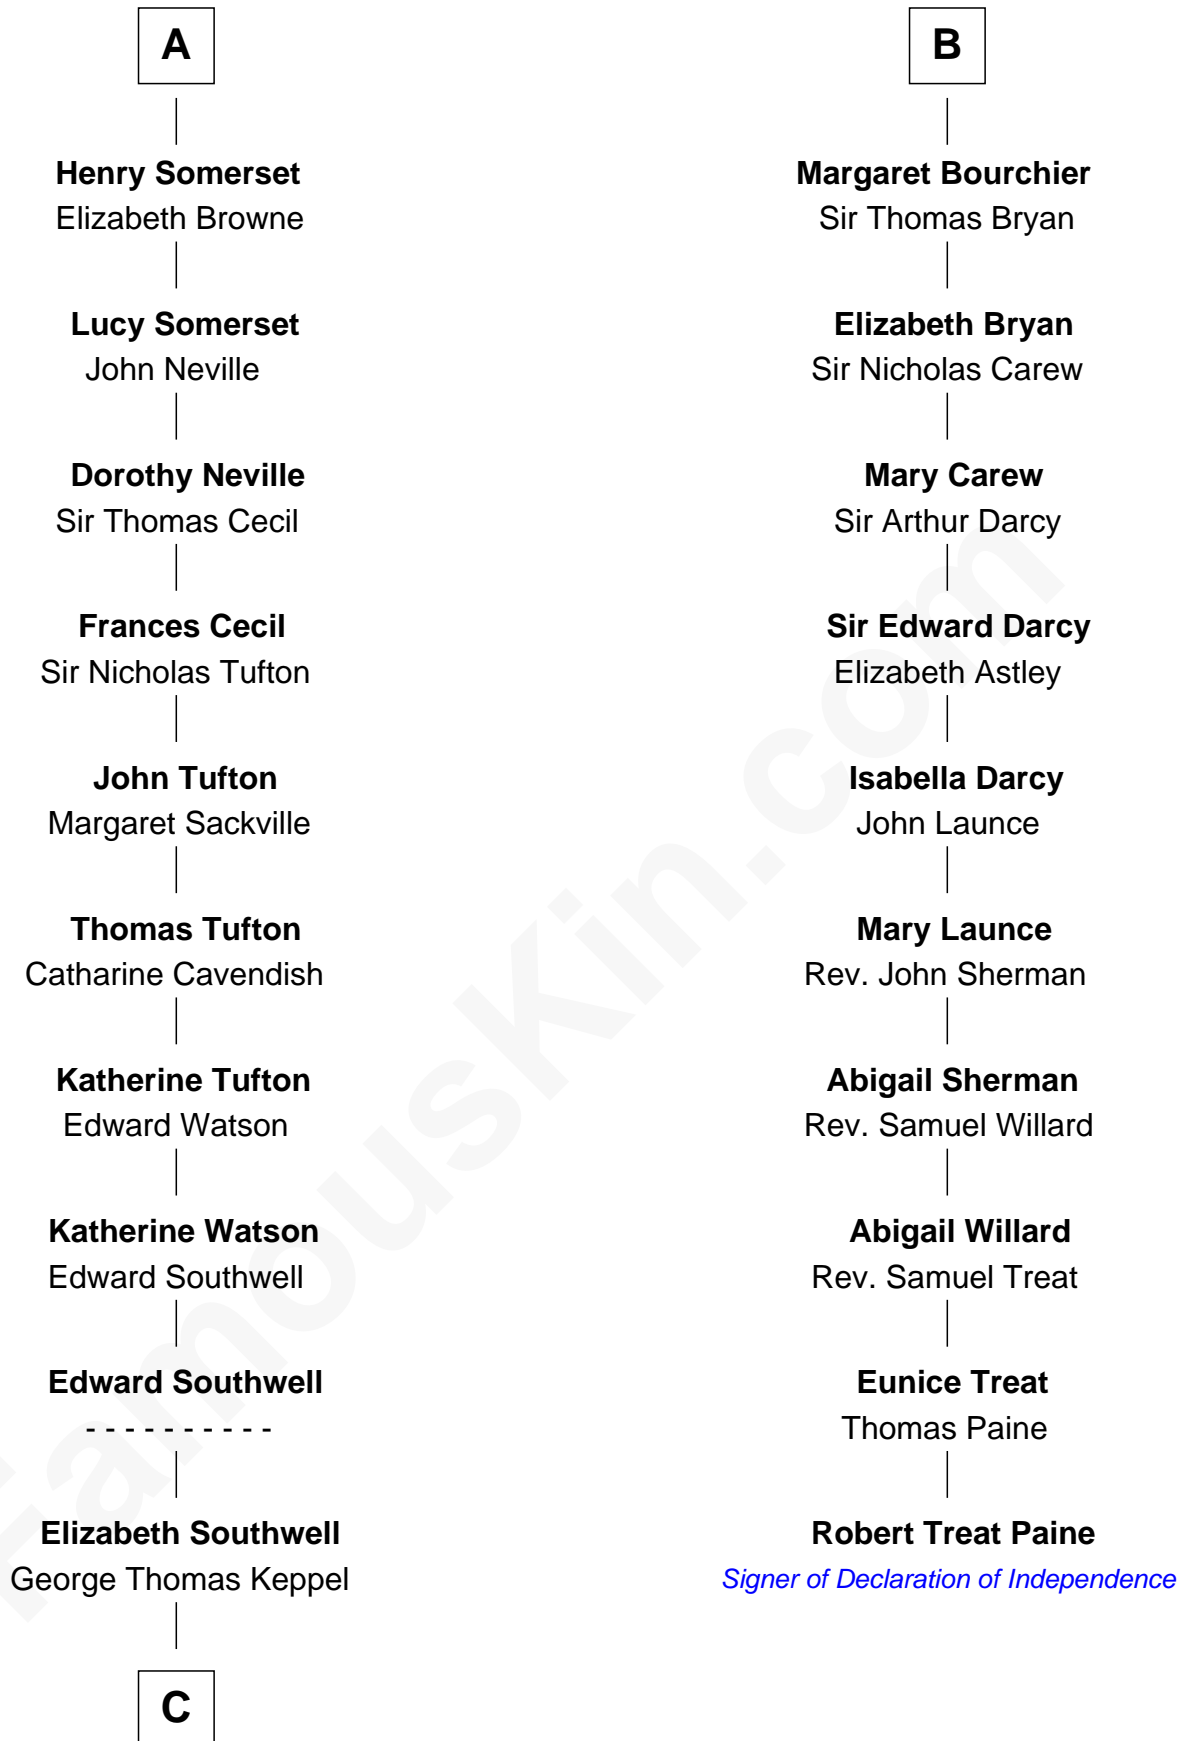 A
Henry Somerset
Elizabeth Browne
Lucy Somerset
John Neville
Dorothy Neville
Sir Thomas Cecil
Frances Cecil
Sir Nicholas Tufton
John Tufton
Margaret Sackville
Thomas Tufton
Catharine Cavendish
Katherine Tufton
Edward Watson
Katherine Watson
Edward Southwell
Edward Southwell
- - - - - - - - - -
Elizabeth Southwell
George Thomas Keppel
C
B
Margaret Bourchier
Sir Thomas Bryan
Elizabeth Bryan
Sir Nicholas Carew
Mary Carew
Sir Arthur Darcy
Sir Edward Darcy
Elizabeth Astley
Isabella Darcy
John Launce
Mary Launce
Rev. John Sherman
Abigail Sherman
Rev. Samuel Willard
Abigail Willard
Rev. Samuel Treat
Eunice Treat
Thomas Paine
Robert Treat Paine
Signer of Declaration of Independence
FamousKin.com